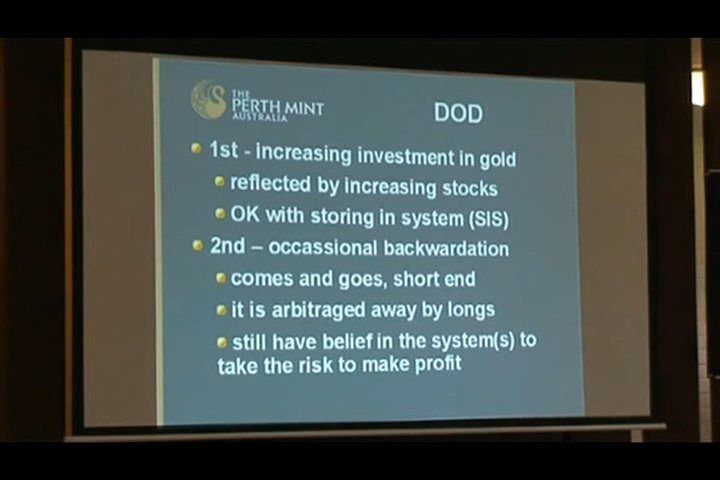 THE
PERTH MINT
AUSTRALIA
DOD
1st - increasing investment in gold
reflected by increasing stocks
OK with storing in system (SIS)
2nd – occassional backwardation
comes and goes, short end
it is arbitraged away by longs
still have belief in the system(s) to
take the risk to make profit